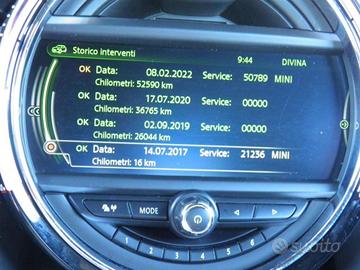 Storico interventi 9:44 DIVINA
OK Data: 08.02.2022 Service: 50789 MINI
Chilometri: 52590 km
OK Data: 17.07.2020 Service: 00000
Chilometri: 36765 km
OK Data: 02.09.2019 Service: 00000
Chilometri: 26044 km
OK Data: 14.07.2017 Service: 21236 MINI
Chilometri: 16 km
MODE
1 2 3 4 5 6
subito